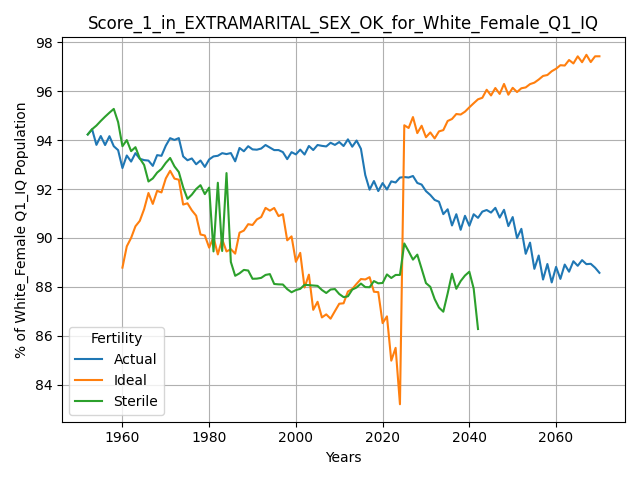 Score_1_in_EXTRAMARITAL_SEX_OK_for_White_Female_Q1_IQ
% of White_Female Q1_IQ Population
98
96
94
92
90
88
86
84
Fertility
Actual
Ideal
Sterile
1960 1980 2000 2020 2040 2060
Years